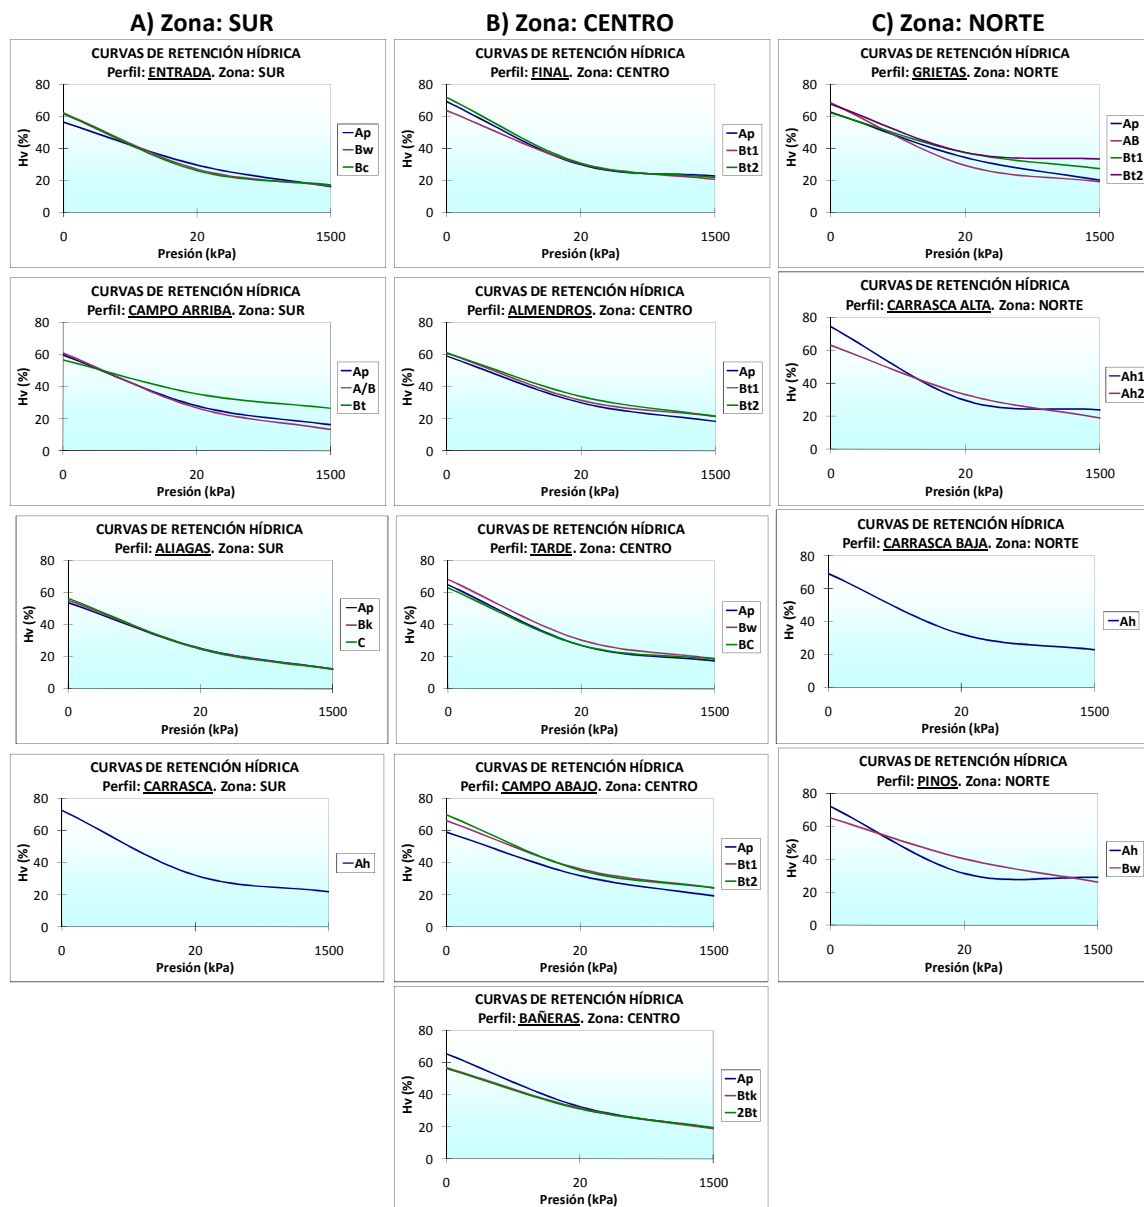 A) Zona: SUR
CURVAS DE RETENCIÓN HÍDRICA
Perfil: ENTRADA. Zona: SUR
Hv (%)
80
60
40
20
0
0
20
1500
Presión (kPa)
Ap
Bw
Bc
CURVAS DE RETENCIÓN HÍDRICA
Perfil: CAMPO ARRIBA. Zona: SUR
Hv (%)
80
60
40
20
0
0
20
1500
Presión (kPa)
Ap
A/B
Bt
CURVAS DE RETENCIÓN HÍDRICA
Perfil: ALIAGAS. Zona: SUR
Hv (%)
80
60
40
20
0
0
20
1500
Presión (kPa)
Ap
Bk
C
CURVAS DE RETENCIÓN HÍDRICA
Perfil: CARRASCA. Zona: SUR
Hv (%)
80
60
40
20
0
0
20
1500
Presión (kPa)
Ah
B) Zona: CENTRO
CURVAS DE RETENCIÓN HÍDRICA
Perfil: FINAL. Zona: CENTRO
Hv (%)
80
60
40
20
0
0
20
1500
Presión (kPa)
Ap
Bt1
Bt2
CURVAS DE RETENCIÓN HÍDRICA
Perfil: ALMENDROS. Zona: CENTRO
Hv (%)
80
60
40
20
0
0
20
1500
Presión (kPa)
Ap
Bt1
Bt2
CURVAS DE RETENCIÓN HÍDRICA
Perfil: TARDE. Zona: CENTRO
Hv (%)
80
60
40
20
0
0
20
1500
Presión (kPa)
Ap
Bw
BC
CURVAS DE RETENCIÓN HÍDRICA
Perfil: CAMPO ABAJO. Zona: CENTRO
Hv (%)
80
60
40
20
0
0
20
1500
Presión (kPa)
Ap
Bt1
Bt2
CURVAS DE RETENCIÓN HÍDRICA
Perfil: BAÑERAS. Zona: CENTRO
Hv (%)
80
60
40
20
0
0
20
1500
Presión (kPa)
Ap
Btk
2Bt
C) Zona: NORTE
CURVAS DE RETENCIÓN HÍDRICA
Perfil: GRIETAS. Zona: NORTE
Hv (%)
80
60
40
20
0
0
20
1500
Presión (kPa)
Ap
AB
Bt1
Bt2
CURVAS DE RETENCIÓN HÍDRICA
Perfil: CARRASCA ALTA. Zona: NORTE
Hv (%)
80
60
40
20
0
0
20
1500
Presión (kPa)
Ah1
Ah2
CURVAS DE RETENCIÓN HÍDRICA
Perfil: CARRASCA BAJA. Zona: NORTE
Hv (%)
80
60
40
20
0
0
20
1500
Presión (kPa)
Ah
CURVAS DE RETENCIÓN HÍDRICA
Perfil: PINOS. Zona: NORTE
Hv (%)
80
60
40
20
0
0
20
1500
Presión (kPa)
Ah
Bw